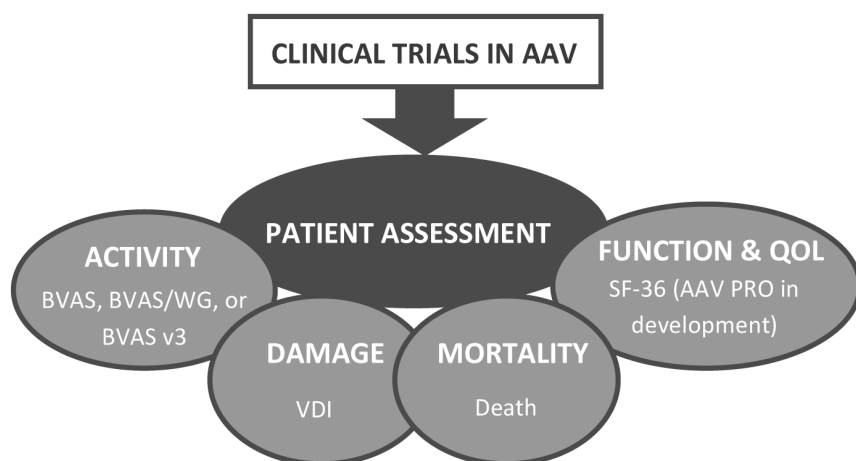 CLINICAL TRIALS IN AAV
PATIENT ASSESSMENT
ACTIVITY
BVAS, BVAS/WG, or
BVAS v3
DAMAGE
VDI
MORTALITY
Death
FUNCTION & QOL
SF-36 (AAV PRO in
development)